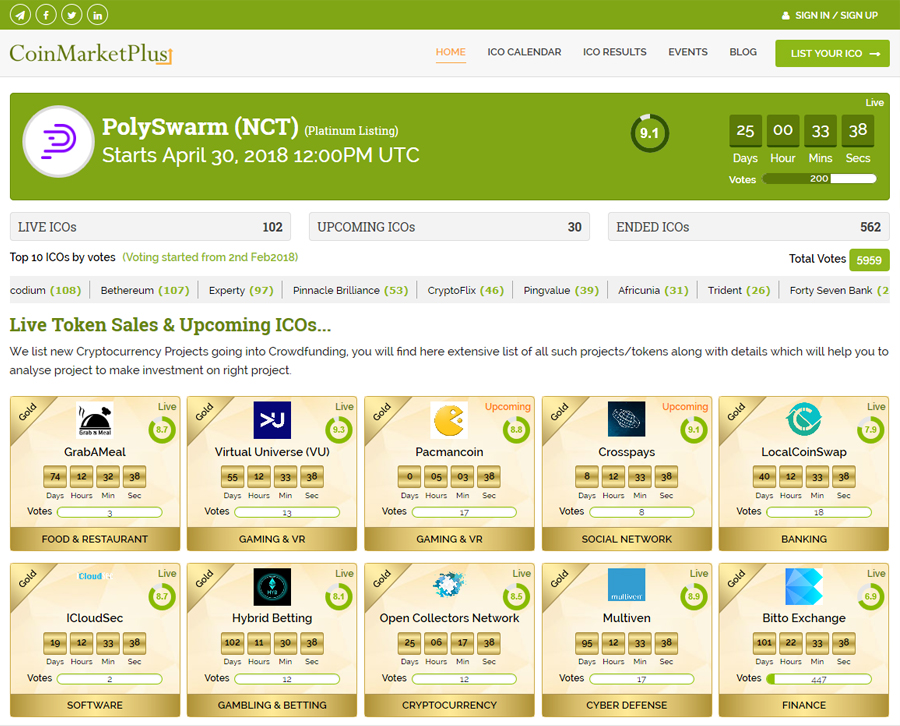 SIGN IN / SIGN UP
CoinMarketPlus
HOME ICO CALENDAR ICO RESULTS EVENTS BLOG LIST YOUR ICO →
Live
PolySwarm (NCT) (Platinum Listing)
Starts April 30, 2018 12:00PM UTC
9.1
25 00 33 38
Days Hour Mins Secs
Votes 200
LIVE ICOs 102 UPCOMING ICOs 30 ENDED ICOs 562
Top 10 ICOs by votes (Voting started from 2nd Feb2018) Total Votes 5959
codium (108) Bethereum (107) Experty (97) Pinnacle Brilliance (53) CryptoFlix (46) Pingvalue (39) Africunia (31) Trident (26) Forty Seven Bank (2
Live Token Sales & Upcoming ICOs...
We list new Cryptocurrency Projects going into Crowdfunding, you will find here extensive list of all such projects/tokens along with details which will help you to
analyse project to make investment on right project.
Gold Live Gold Live Gold Upcoming Gold Upcoming Gold Live
Grab A Meal
8.7 9.3 8.8 9.1 7.9
GrabAMeal Virtual Universe (VU) Pacmancoin Crosspays LocalCoinSwap
74 12 32 38 55 12 33 38 0 05 03 38 8 12 33 38 40 12 33 38
Days Hours Min Sec Days Hours Min Sec Days Hours Min Sec Days Hours Min Sec Days Hours Min Sec
Votes 3 Votes 13 Votes 17 Votes 8 Votes 18
FOOD & RESTAURANT GAMING & VR GAMING & VR SOCIAL NETWORK BANKING
Gold Live Gold Live Gold Live Gold Live Gold Live
Cloud
HYB multiven
8.7 8.1 8.5 8.9 6.9
ICloudSec Hybrid Betting Open Collectors Network Multiven Bitto Exchange
19 12 33 38 102 11 30 38 25 06 17 38 95 12 33 38 101 22 33 38
Days Hours Min Sec Days Hours Min Sec Days Hours Min Sec Days Hours Min Sec Days Hours Min Sec
Votes 2 Votes 12 Votes 12 Votes 17 Votes 447
SOFTWARE GAMBLING & BETTING CRYPTOCURRENCY CYBER DEFENSE FINANCE